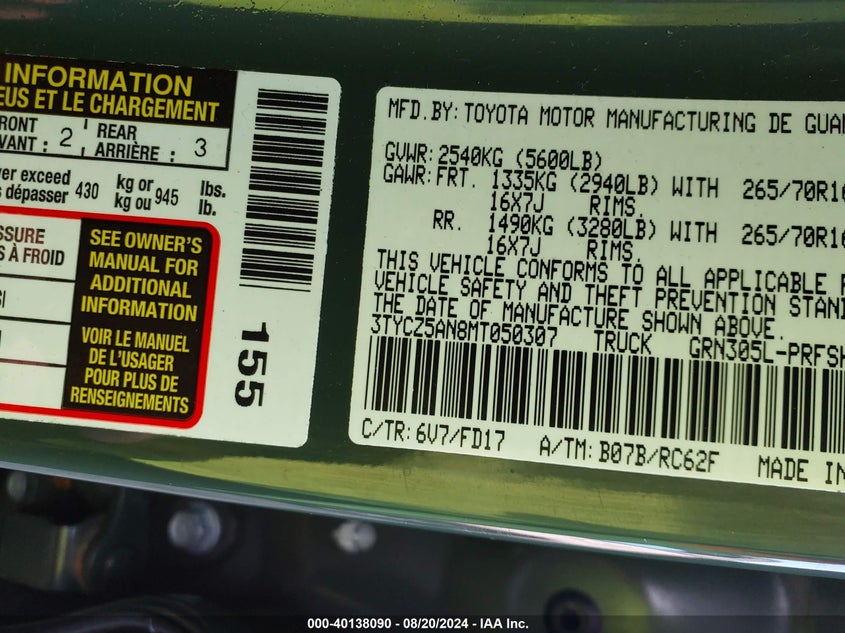 INFORMATION
EUS ET LE CHARGEMENT
RONT
VANT : 2
REAR
ARRIÈRE : 3
er exceed
s dépasser 430 kg or
kg ou 945 lbs.
lb.
SSURE
S À FROID
SEE OWNER'S
MANUAL FOR
ADDITIONAL
INFORMATION
VOIR LE MANUEL
DE L'USAGER
POUR PLUS DE
RENSEIGNEMENTS
155
MFD.BY:TOYOTA MOTOR MANUFACTURING DE GUA
GVWR:2540KG (5600LB)
GAWR:FRT. 1335KG (2940LB) WITH 265/70R16
16X7J RIMS.
RR. 1490KG (3280LB) WITH 265/70R16
16X7J RIMS.
THIS VEHICLE CONFORMS TO ALL APPLICABLE F
VEHICLE SAFETY AND THEFT PREVENTION STAND
THE DATE OF MANUFACTURE SHOWN ABOVE.
3TYCZ5AN8MT050307 TRUCK GRN305L-PRFSH
C/TR:6V7/FD17 A/TM:B07B/RC62F MADE IN
000-40138090 - 08/20/2024 - IAA Inc.